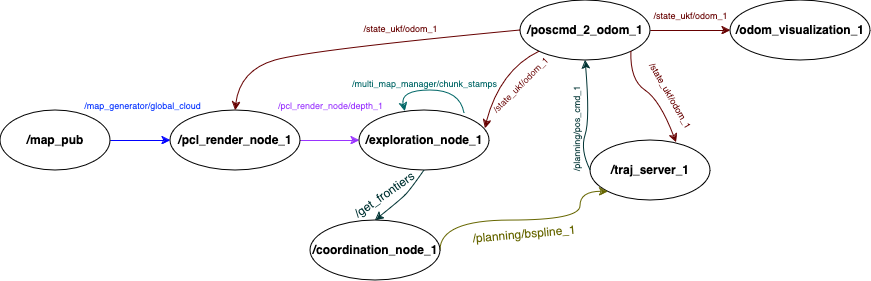 /state_ukf/odom_1
/state_ukf/odom_1
/poscmd_2_odom_1
/odom_visualization_1
/multi_map_manager/chunk_stamps
/state_ukf/odom_1
/state_ukf/odom_1
/map_generator/global_cloud
/pcl_render_node/depth_1
/planning/pos_cmd_1
/map_pub
/pcl_render_node_1
/exploration_node_1
/traj_server_1
/get_frontiers
/planning/bspline_1
/coordination_node_1